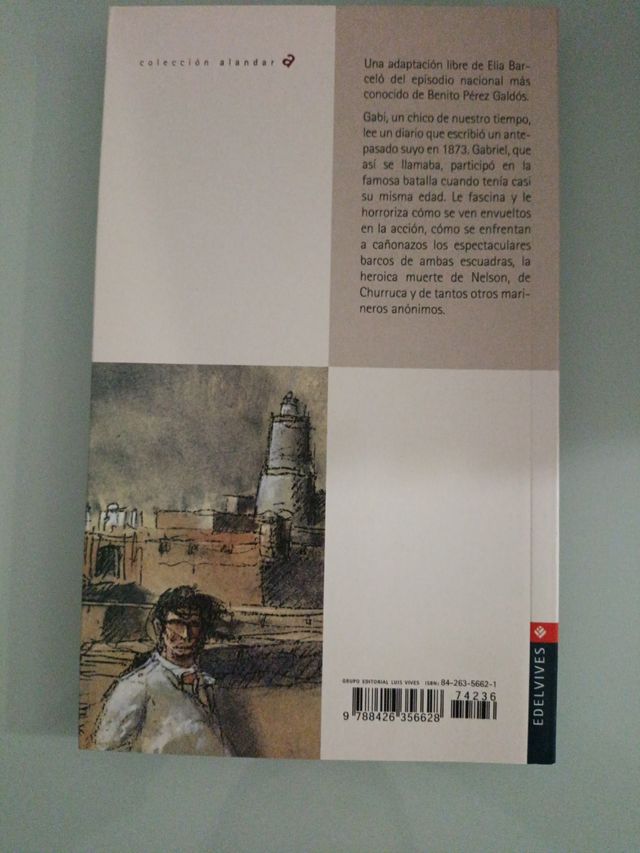 colección alandar a
Una adaptación libre de Elia Bar-
celó del episodio nacional más
conocido de Benito Pérez Galdós.
Gabi, un chico de nuestro tiempo,
lee un diario que escribió un ante-
pasado suyo en 1873. Gabriel, que
así se llamaba, participó en la
famosa batalla cuando tenía casi
su misma edad. Le fascina y le
horroriza cómo se ven envueltos
en la acción, cómo se enfrentan
a cañonazos los espectaculares
barcos de ambas escuadras, la
heroica muerte de Nelson, de
Churruca y de tantos otros mari-
neros anónimos.
EDELVIVES
GRUPO EDITORIAL LUIS VIVES ISBN: 84-263-5662-1
74236
9 788426 356628